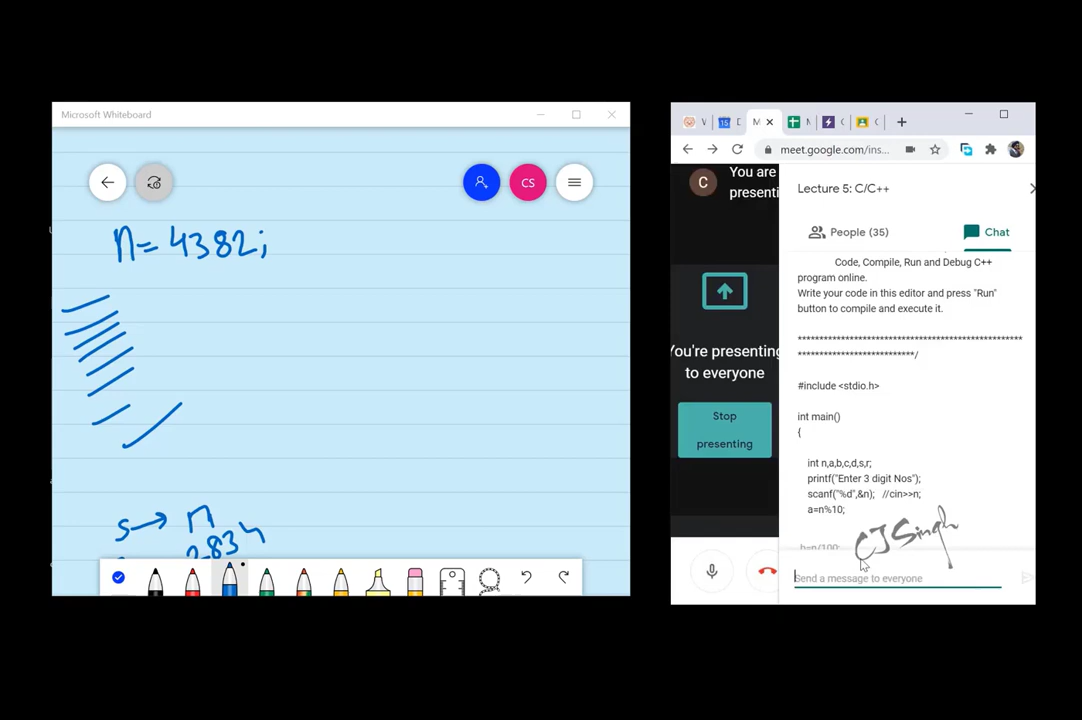 Microsoft Whiteboard
CS
n = 4382;
s → n
2834
meet.google.com/ins...
C
You are
presenting
You're presenting
to everyone
Stop
presenting
Lecture 5: C/C++
People (35)
Chat
Code, Compile, Run and Debug C++
program online.
Write your code in this editor and press "Run"
button to compile and execute it.
****************************************************
***************************/
#include <stdio.h>
int main()
{
int n,a,b,c,d,s,r;
printf("Enter 3 digit Nos");
scanf("%d",&n); //cin>>n;
a=n%10;
b=n/100;
CJSingh
Send a message to everyone